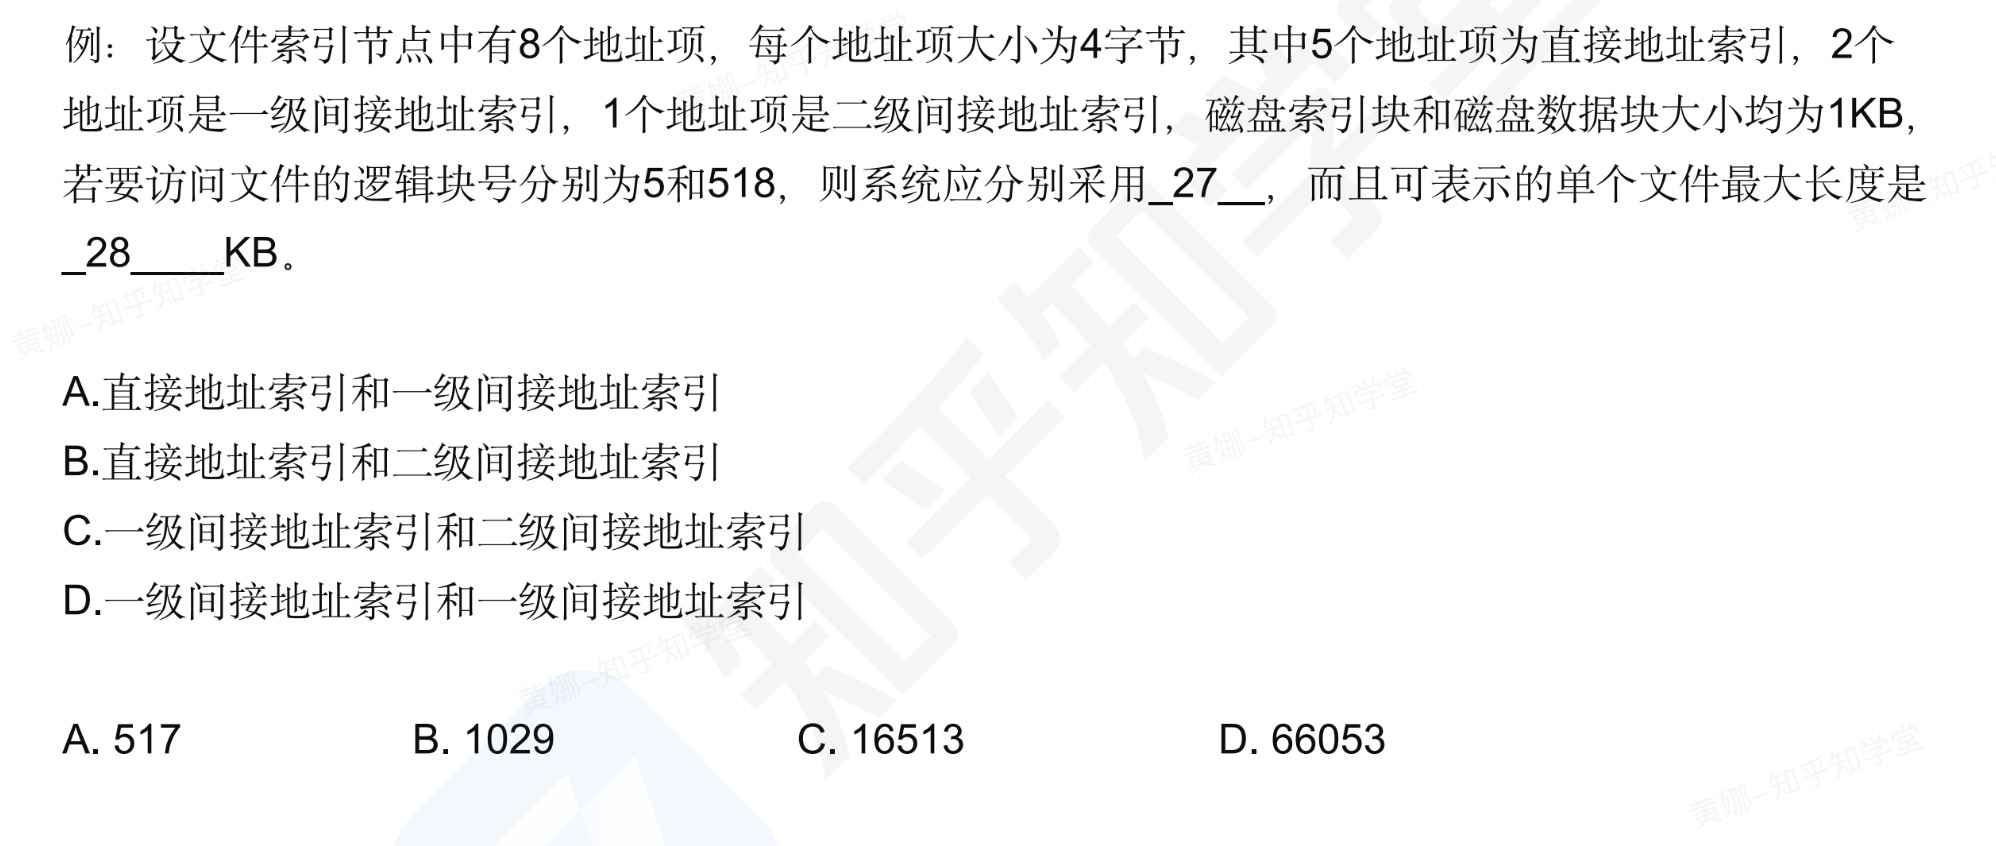 例：设文件索引节点中有8个地址项，每个地址项大小为4字节，其中5个地址项为直接地址索引，2个
地址项是一级间接地址索引，1个地址项是二级间接地址索引，磁盘索引块和磁盘数据块大小均为1KB，
若要访问文件的逻辑块号分别为5和518，则系统应分别采用_27__，而且可表示的单个文件最大长度是
_28____KB。
A.直接地址索引和一级间接地址索引
B.直接地址索引和二级间接地址索引
C.一级间接地址索引和二级间接地址索引
D.一级间接地址索引和一级间接地址索引
A. 517 B. 1029 C. 16513 D. 66053
黄娜-知乎知学堂
黄娜-知乎知学堂
黄娜-知乎知学堂
黄娜-知乎知学堂
黄娜-知乎知学堂
黄娜-知乎
知乎知学堂